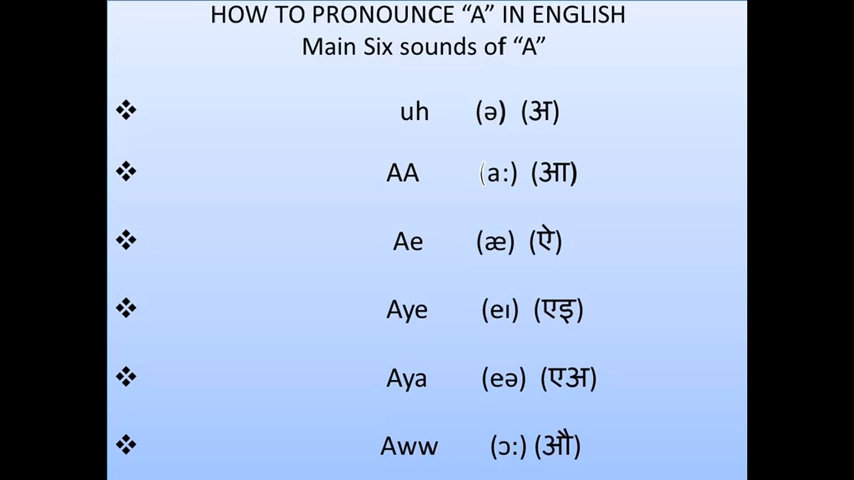 HOW TO PRONOUNCE “A” IN ENGLISH
Main Six sounds of “A”
❖ uh (ə) (अ)
❖ AA (a:) (आ)
❖ Ae (æ) (ऐ)
❖ Aye (eɪ) (एइ)
❖ Aya (eə) (एअ)
❖ Aww (ɔ:) (औ)